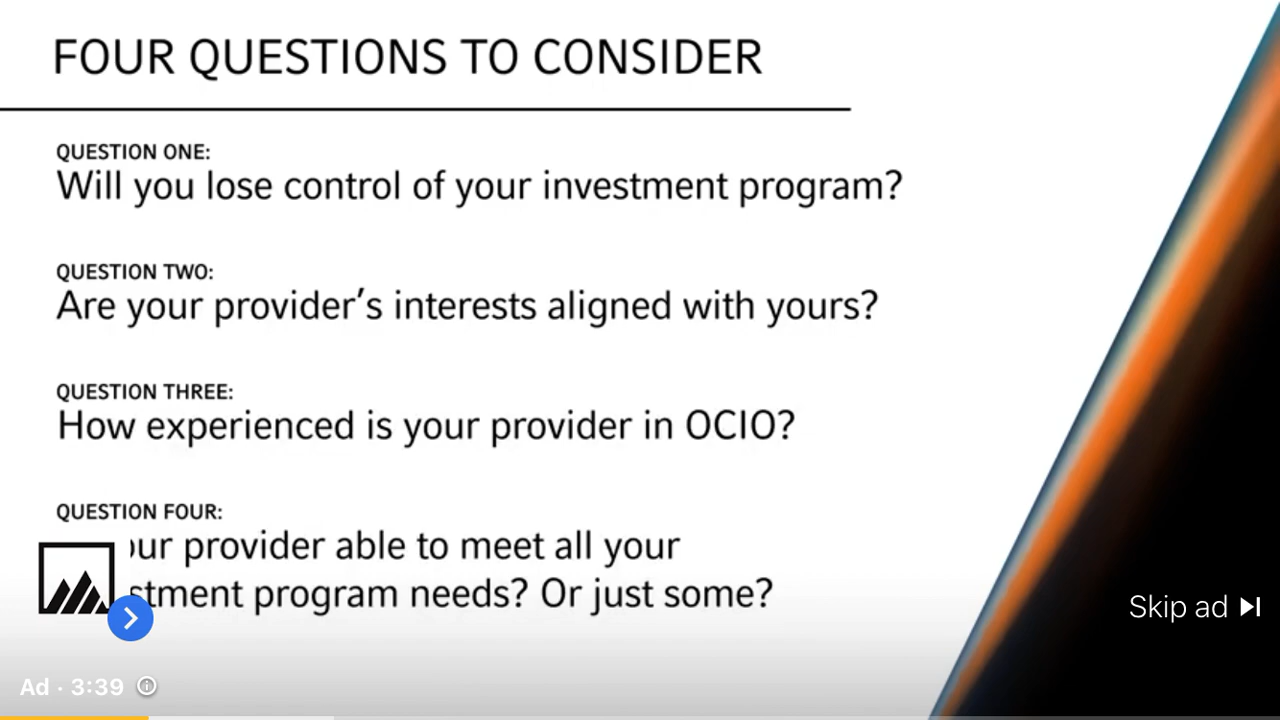 FOUR QUESTIONS TO CONSIDER
QUESTION ONE:
Will you lose control of your investment program?
QUESTION TWO:
Are your provider’s interests aligned with yours?
QUESTION THREE:
How experienced is your provider in OCIO?
QUESTION FOUR:
provider able to meet all your
program needs? Or just some?
Skip ad
Ad · 3:39